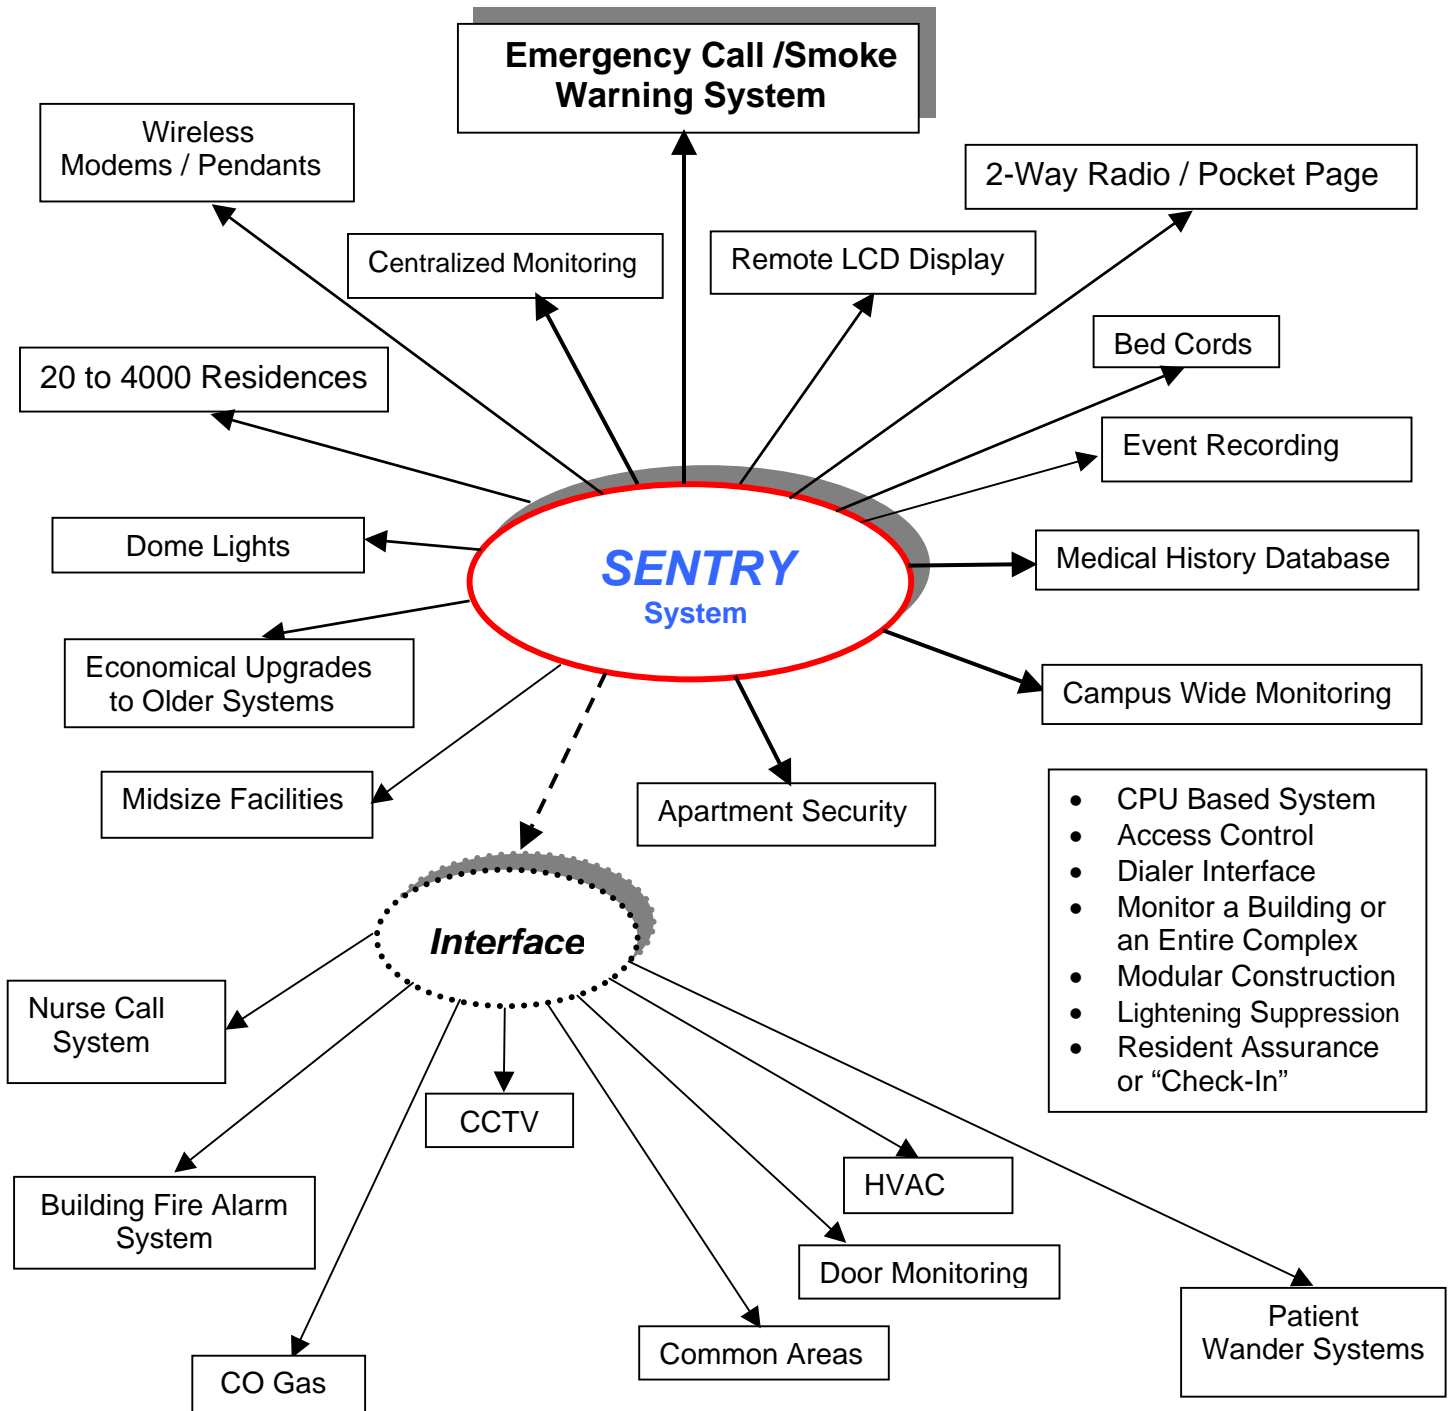 Emergency Call /Smoke
Warning System
Wireless
Modems / Pendants
2-Way Radio / Pocket Page
Centralized Monitoring
Remote LCD Display
Bed Cords
20 to 4000 Residences
Event Recording
Dome Lights
SENTRY
System
Medical History Database
Economical Upgrades
to Older Systems
Campus Wide Monitoring
Midsize Facilities
Apartment Security
• CPU Based System
• Access Control
• Dialer Interface
• Monitor a Building or
an Entire Complex
• Modular Construction
• Lightening Suppression
• Resident Assurance
or “Check-In”
Interface
Nurse Call
System
CCTV
HVAC
Building Fire Alarm
System
Door Monitoring
Patient
Wander Systems
Common Areas
CO Gas